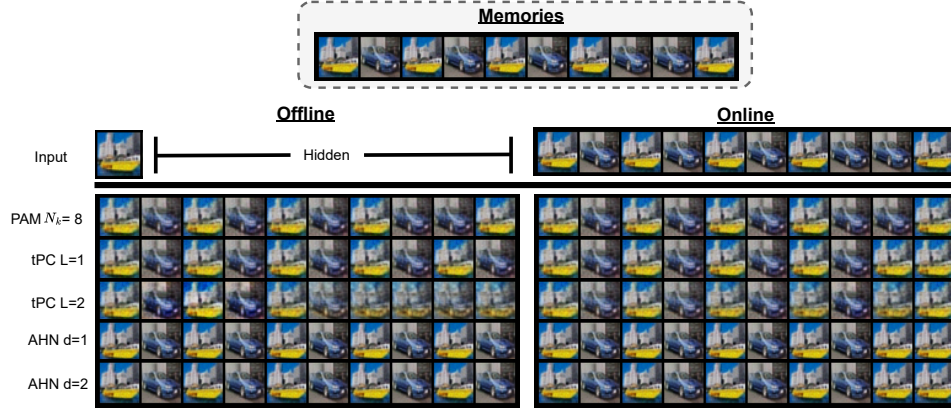 Memories
Offline
Online
Input
Hidden
PAM N_k= 8
tPC L=1
tPC L=2
AHN d=1
AHN d=2